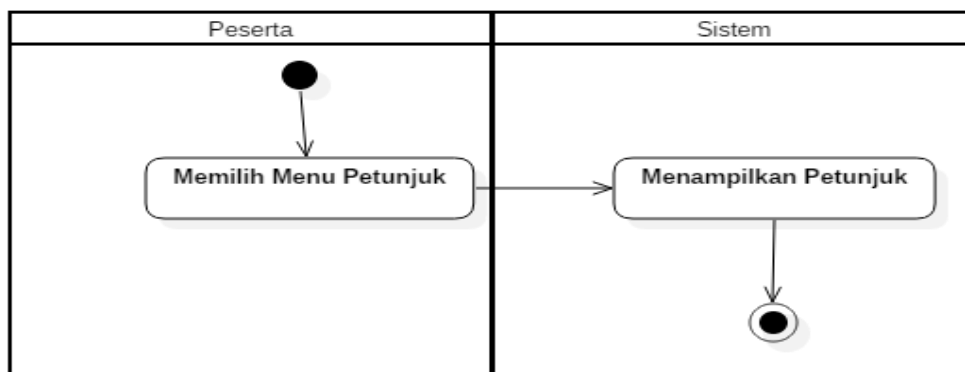 Peserta
Sistem
Memilih Menu Petunjuk
Menampilkan Petunjuk